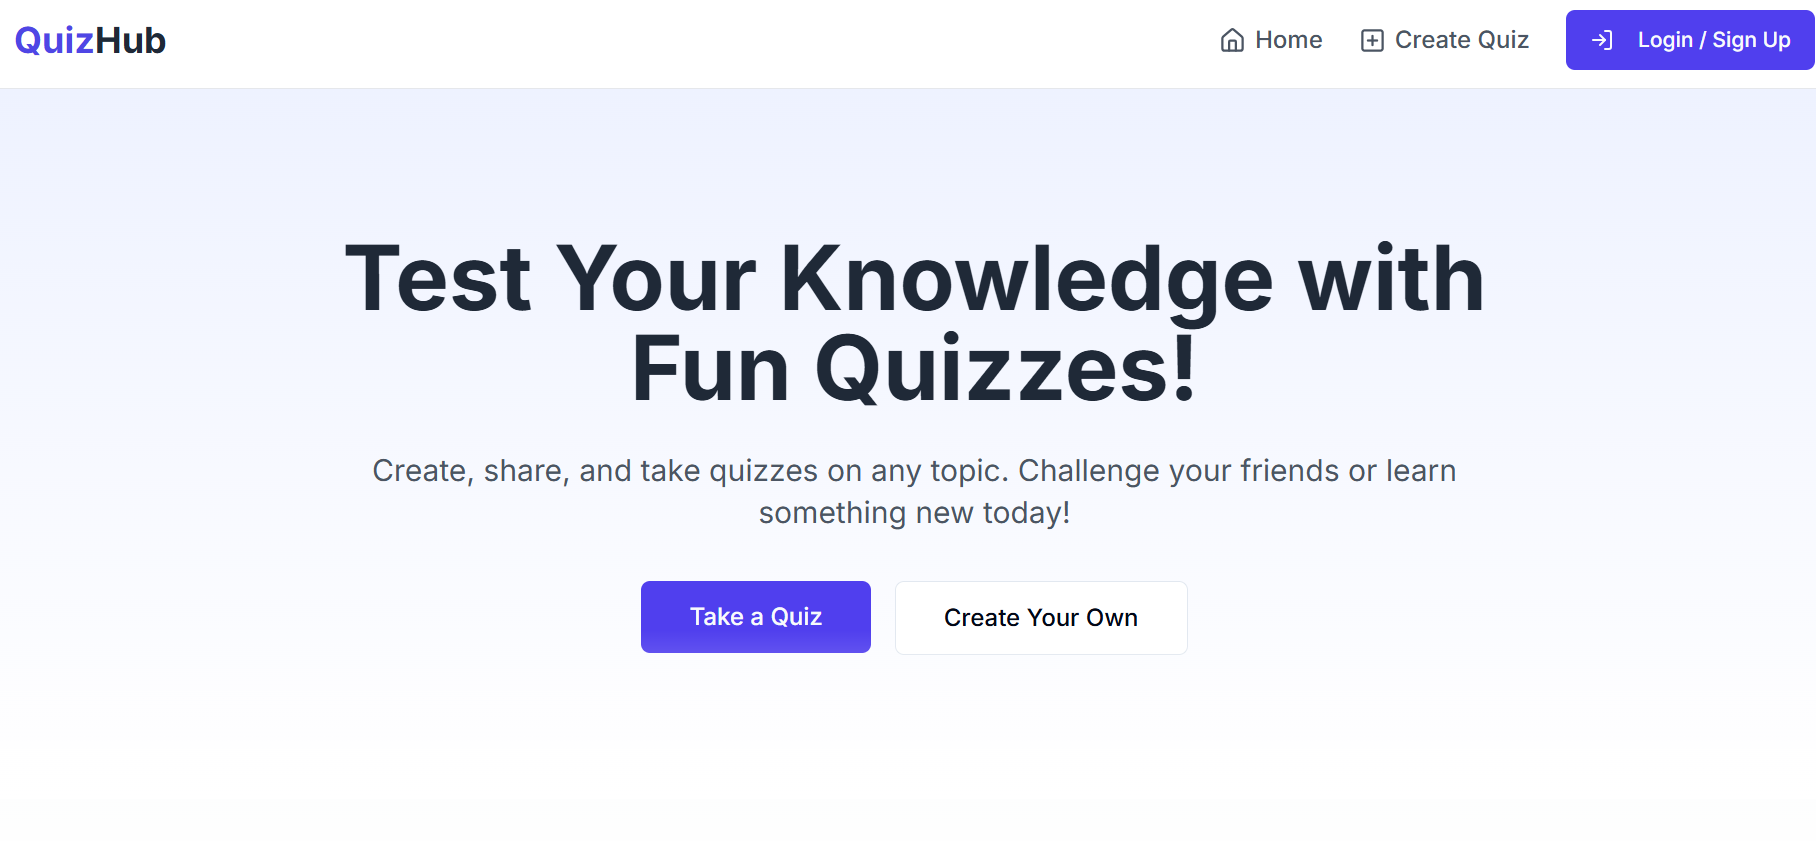 QuizHub
Home
Create Quiz
Login / Sign Up
Test Your Knowledge with
Fun Quizzes!
Create, share, and take quizzes on any topic. Challenge your friends or learn
something new today!
Take a Quiz
Create Your Own